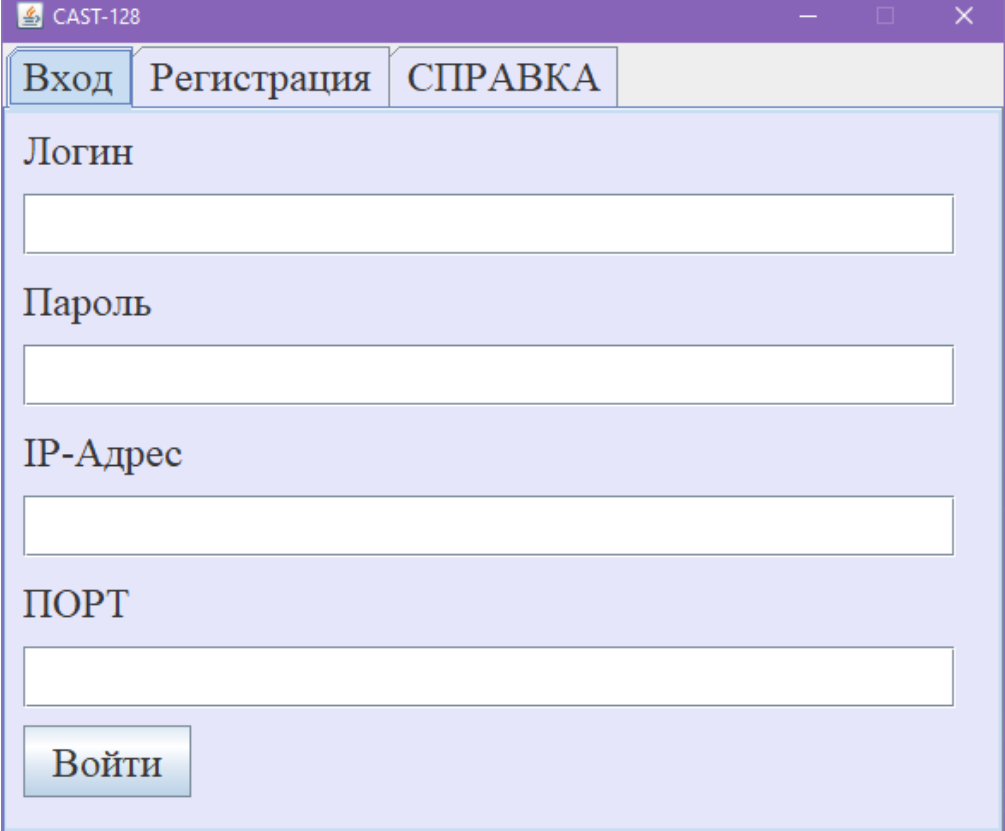 CAST-128
Вход Регистрация СПРАВКА
Логин
Пароль
IP-Адрес
ПОРТ
Войти